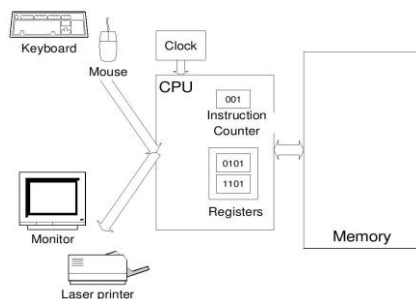 Keyboard
Mouse
Clock
CPU
001
Instruction
Counter
0101
1101
Registers
Memory
Monitor
Laser printer